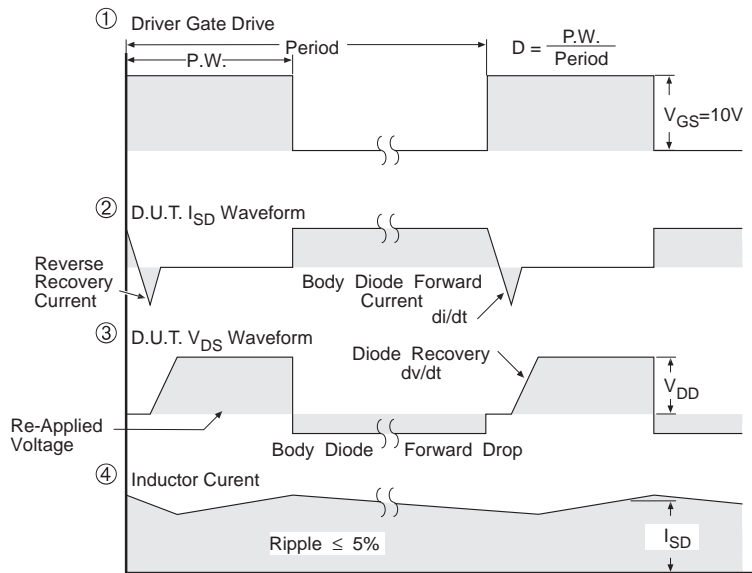 ① Driver Gate Drive
Period
P.W.
D = P.W. / Period
VGS=10V
② D.U.T. ISD Waveform
Reverse
Recovery
Current
Body Diode Forward
Current
di/dt
③ D.U.T. VDS Waveform
Diode Recovery
dv/dt
VDD
Re-Applied
Voltage
Body Diode Forward Drop
④ Inductor Curent
Ripple ≤ 5%
ISD